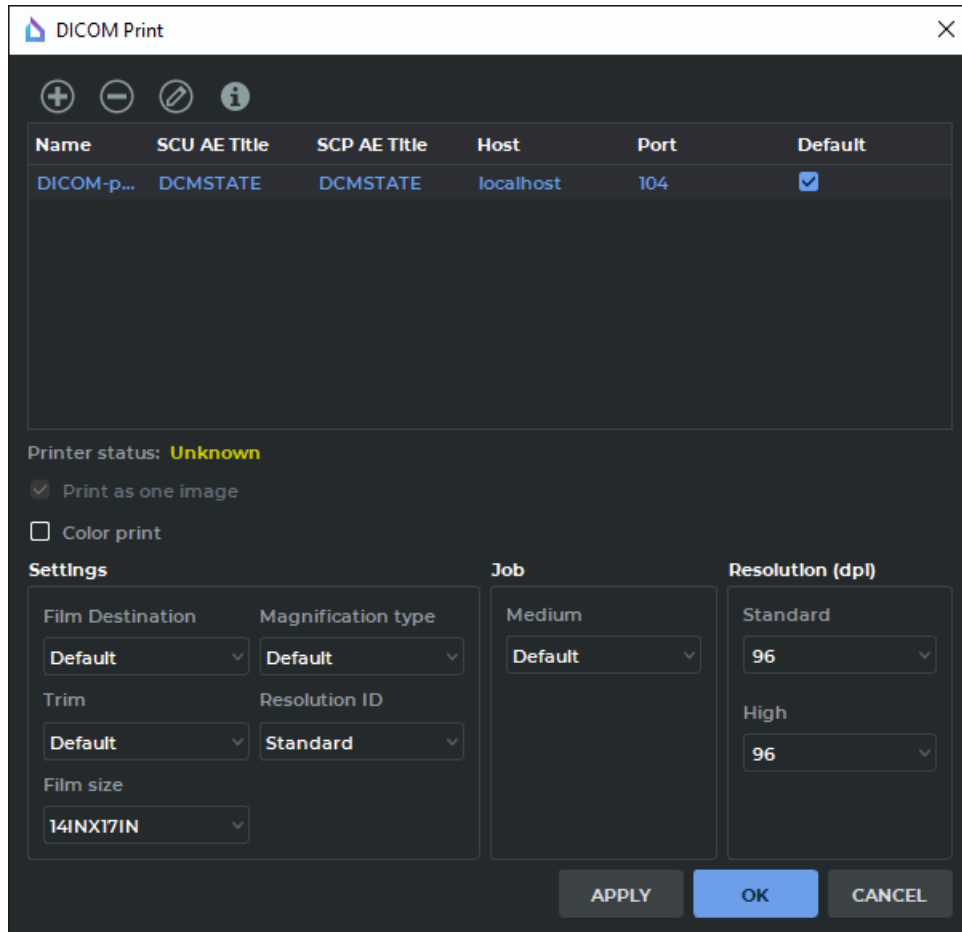 DICOM Print
Name SCU AE Title SCP AE Title Host Port Default
DICOM-p... DCMSTATE DCMSTATE localhost 104
Printer status: Unknown
Print as one image
Color print
Settings Job Resolution (dpi)
Film Destination Magnification type Medium Standard
Default Default Default 96
Trim Resolution ID High
Default Standard 96
Film size
14INX17IN
APPLY OK CANCEL